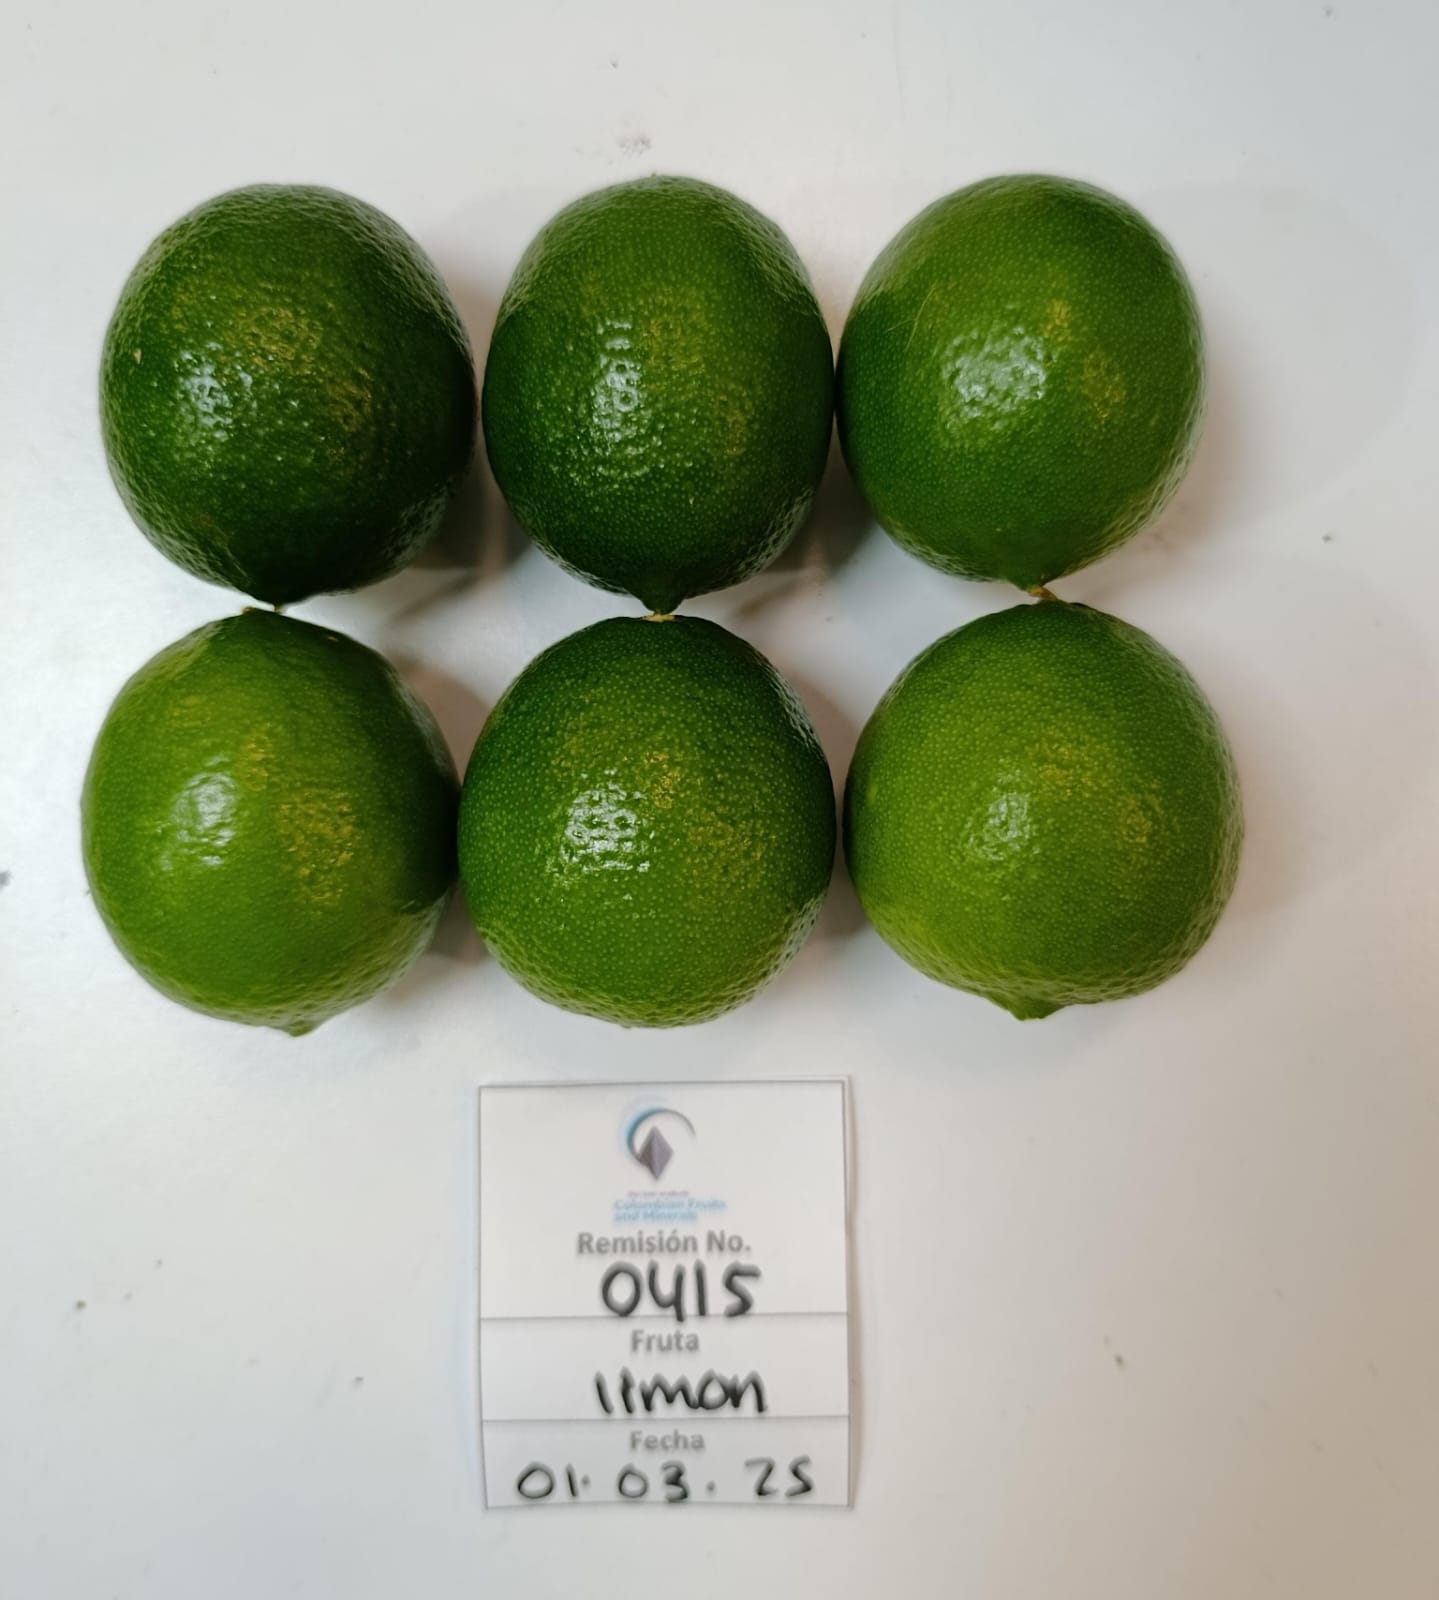 Colombian Fruits
and Minerals
Remisión No.
0415
Fruta
limon
Fecha
01. 03. 25